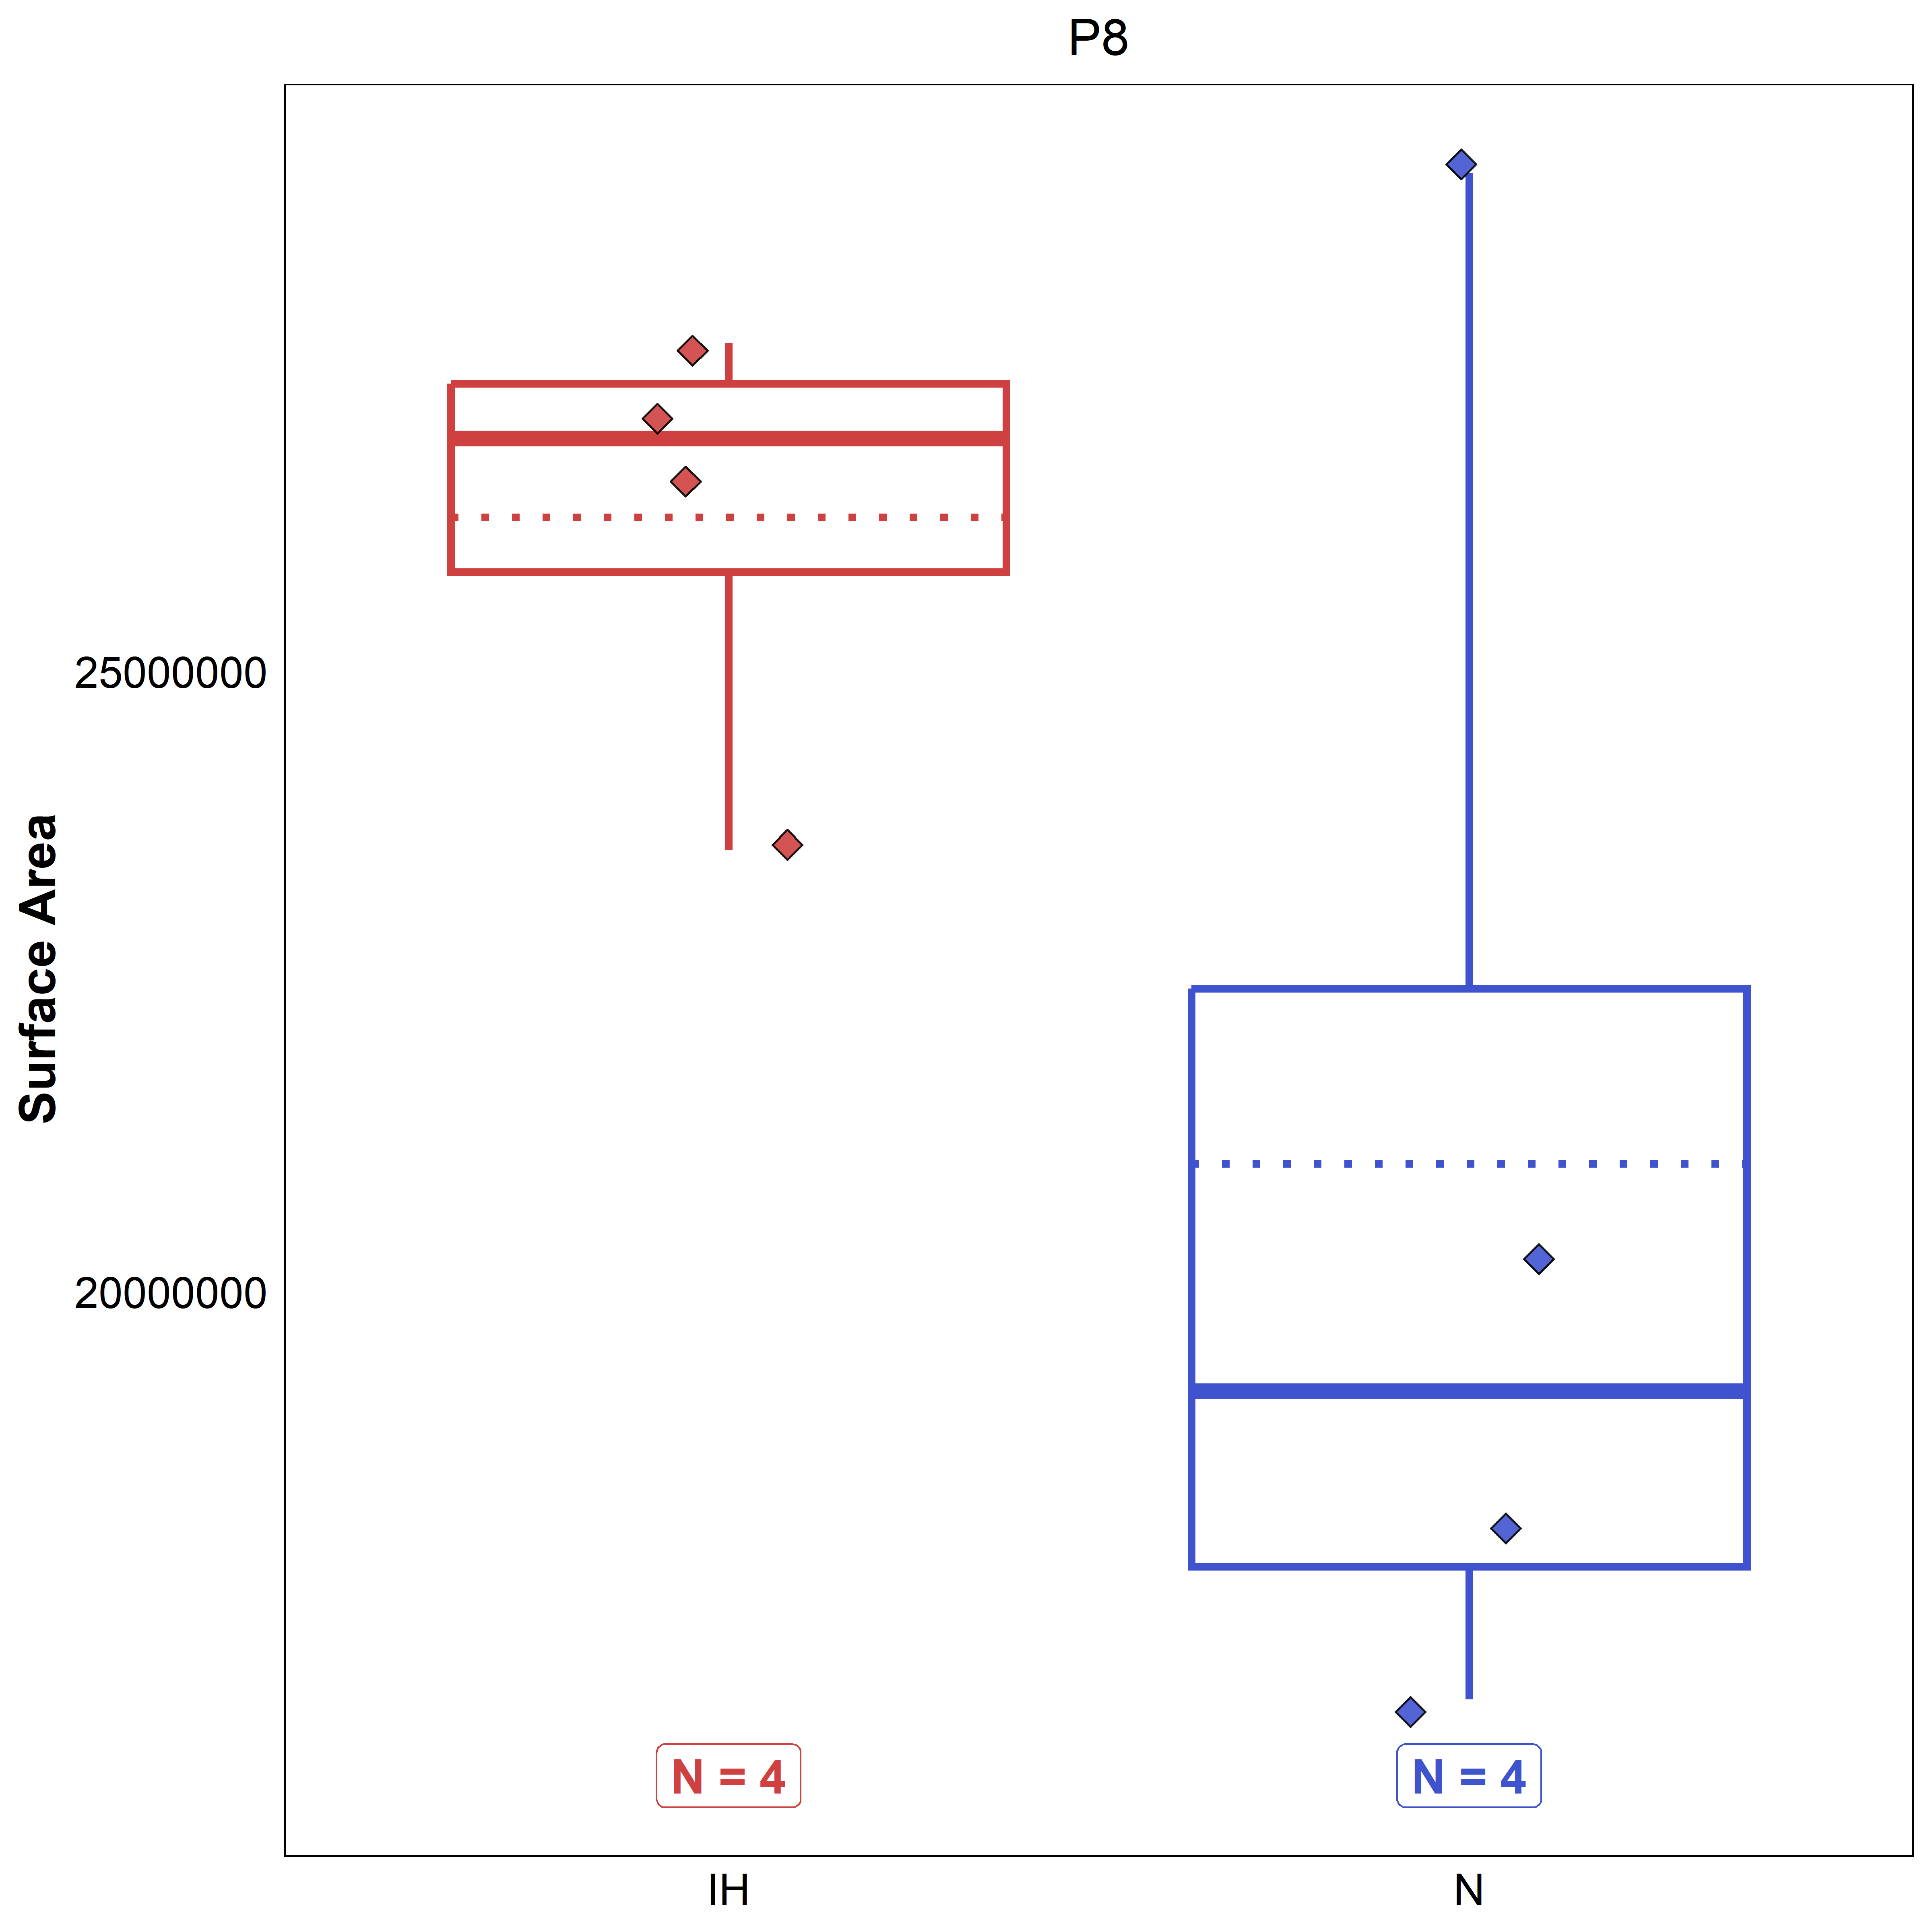 P8
Surface Area
25000000
20000000
N = 4
N = 4
IH
N